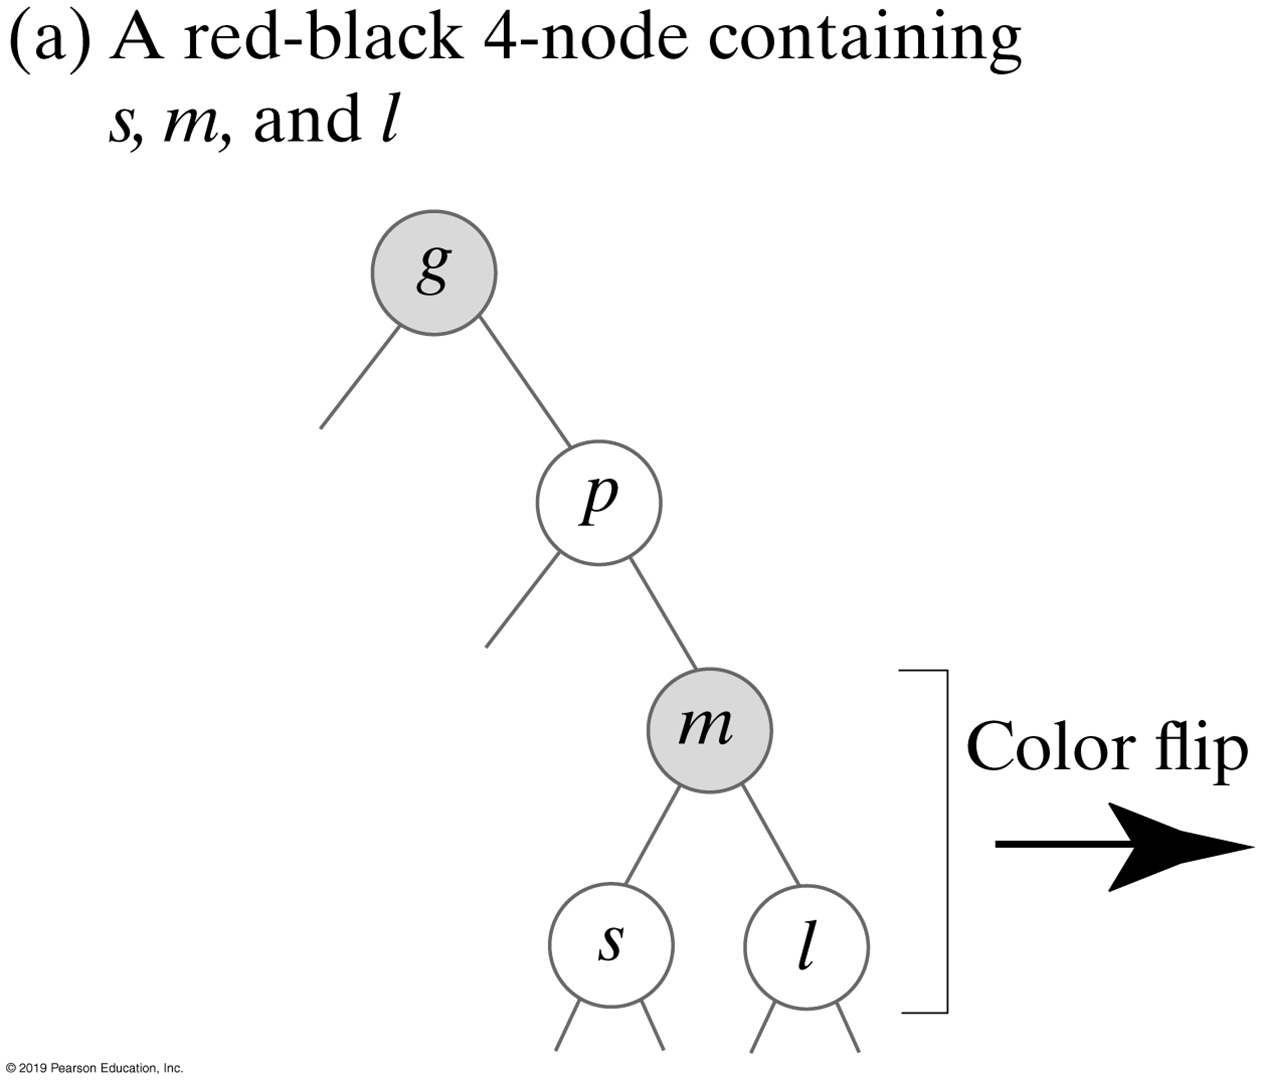 (a) A red-black 4-node containing
s, m, and l
g
p
m
Color flip
s
l
© 2019 Pearson Education, Inc.